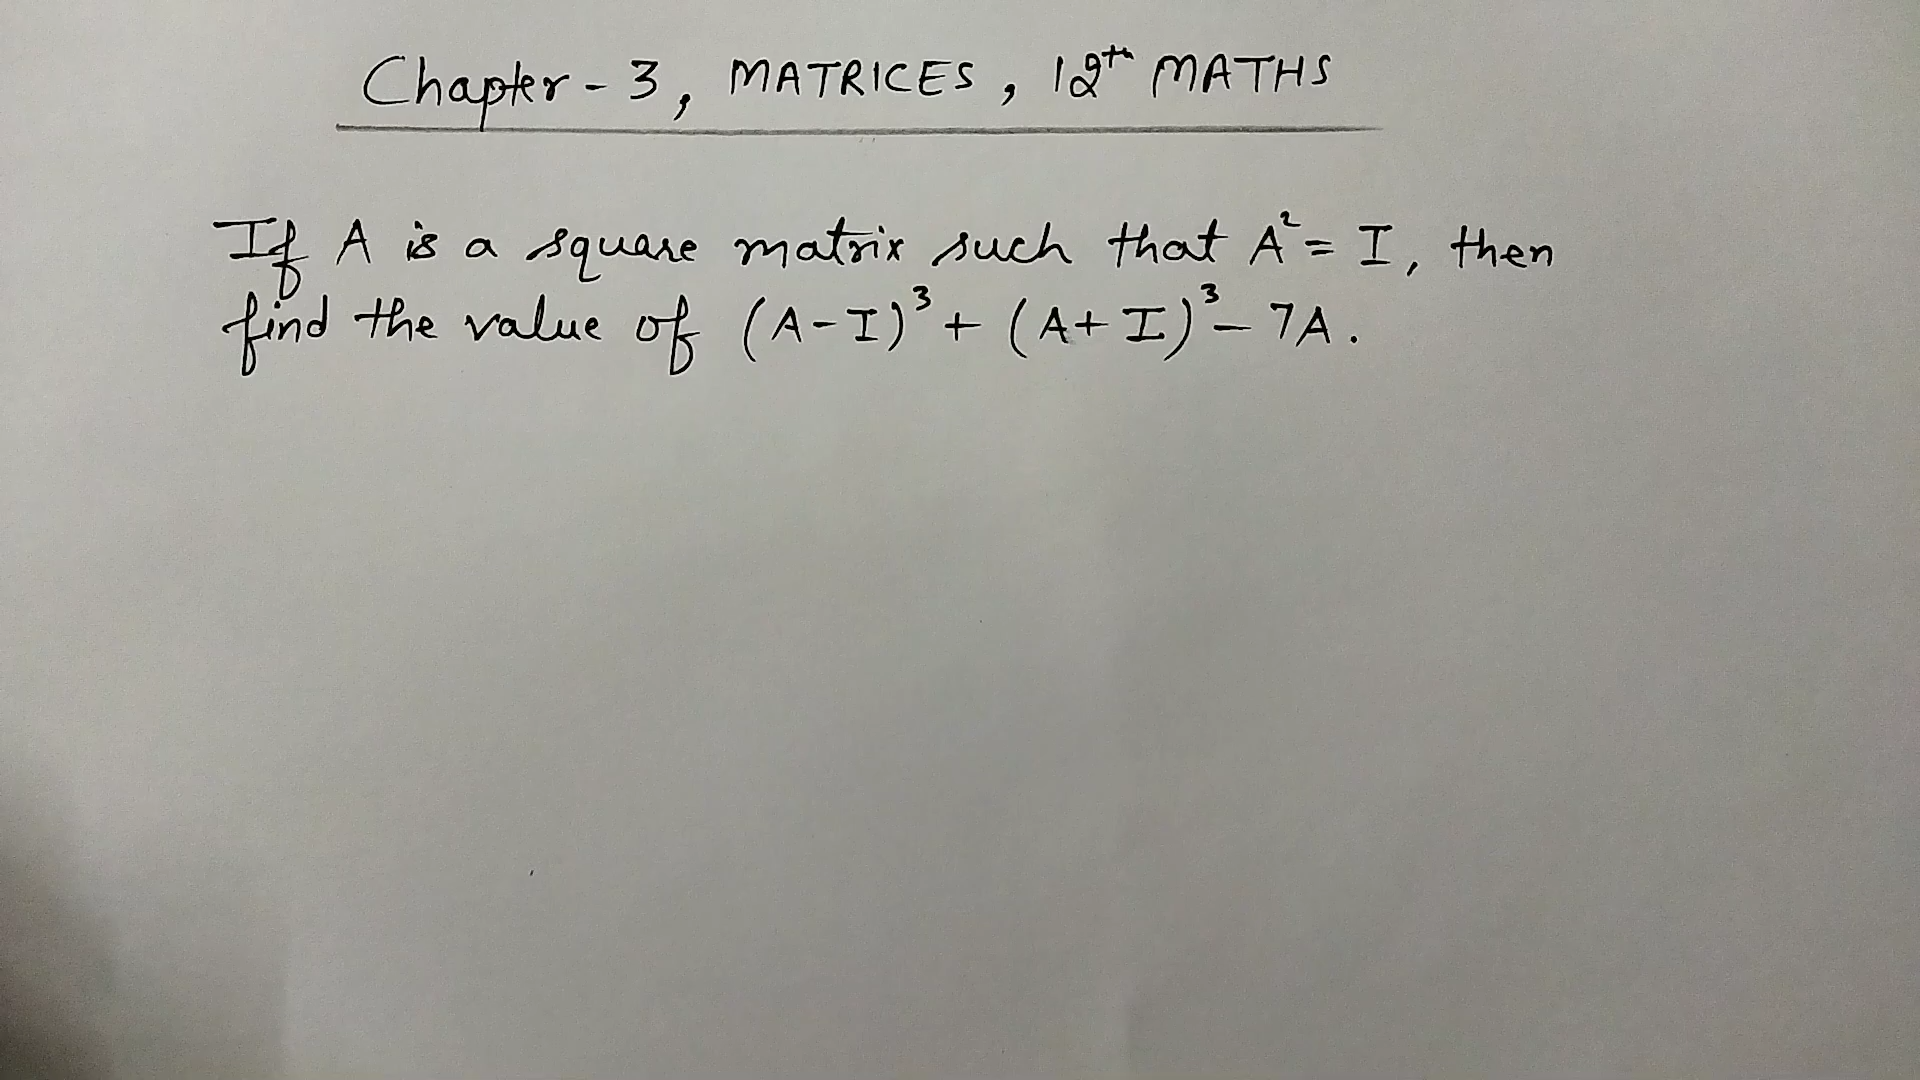 Chapter - 3, MATRICES, 12th MATHS
If A is a square matrix such that A² = I, then
find the value of (A-I)³ + (A+I)³ - 7A.